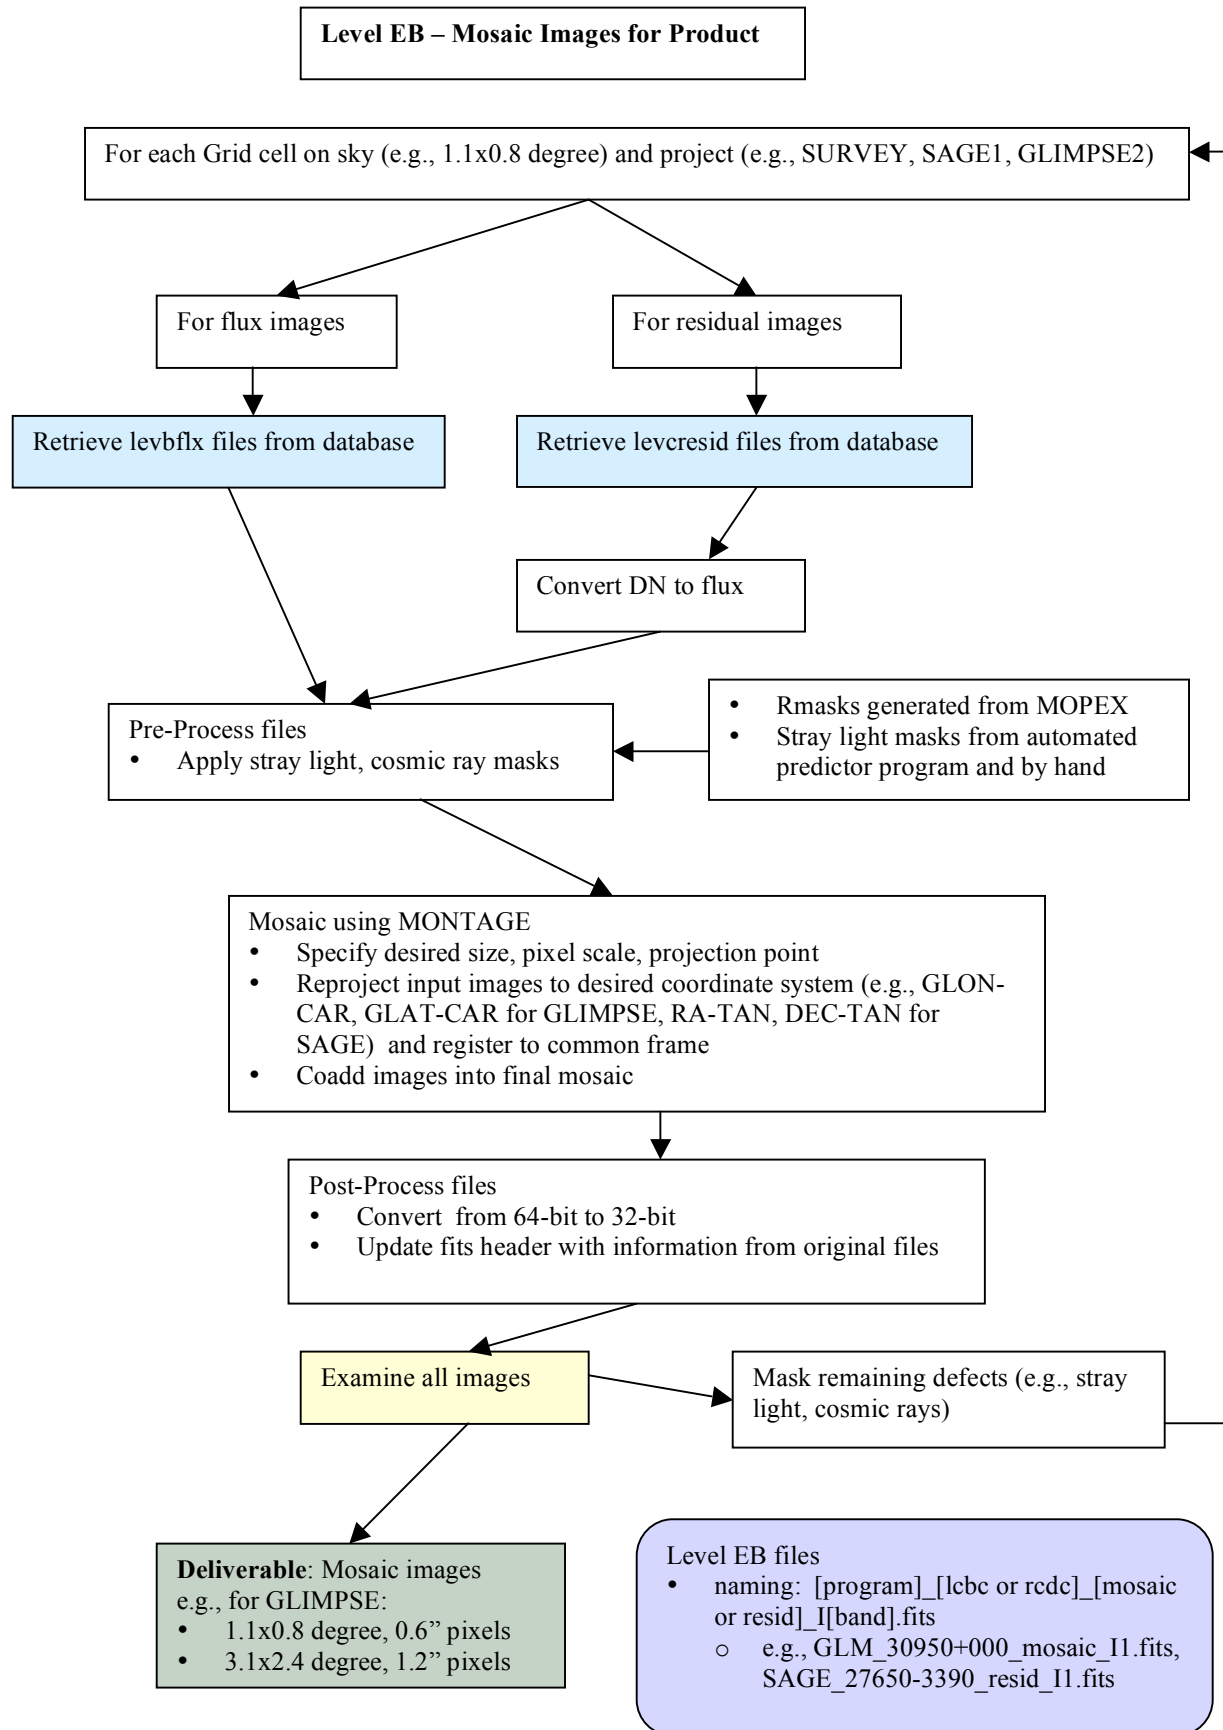 Level EB – Mosaic Images for Product
For each Grid cell on sky (e.g., 1.1x0.8 degree) and project (e.g., SURVEY, SAGE1, GLIMPSE2)
For flux images
For residual images
Retrieve levbflx files from database
Retrieve levcresid files from database
Convert DN to flux
Pre-Process files
• Apply stray light, cosmic ray masks
• Rmasks generated from MOPEX
• Stray light masks from automated
predictor program and by hand
Mosaic using MONTAGE
• Specify desired size, pixel scale, projection point
• Reproject input images to desired coordinate system (e.g., GLON-
CAR, GLAT-CAR for GLIMPSE, RA-TAN, DEC-TAN for
SAGE) and register to common frame
• Coadd images into final mosaic
Post-Process files
• Convert from 64-bit to 32-bit
• Update fits header with information from original files
Examine all images
Mask remaining defects (e.g., stray
light, cosmic rays)
Deliverable: Mosaic images
e.g., for GLIMPSE:
• 1.1x0.8 degree, 0.6” pixels
• 3.1x2.4 degree, 1.2” pixels
Level EB files
• naming: [program]_[lcbc or rcdc]_[mosaic
or resid]_I[band].fits
o e.g., GLM_30950+000_mosaic_I1.fits,
SAGE_27650-3390_resid_I1.fits